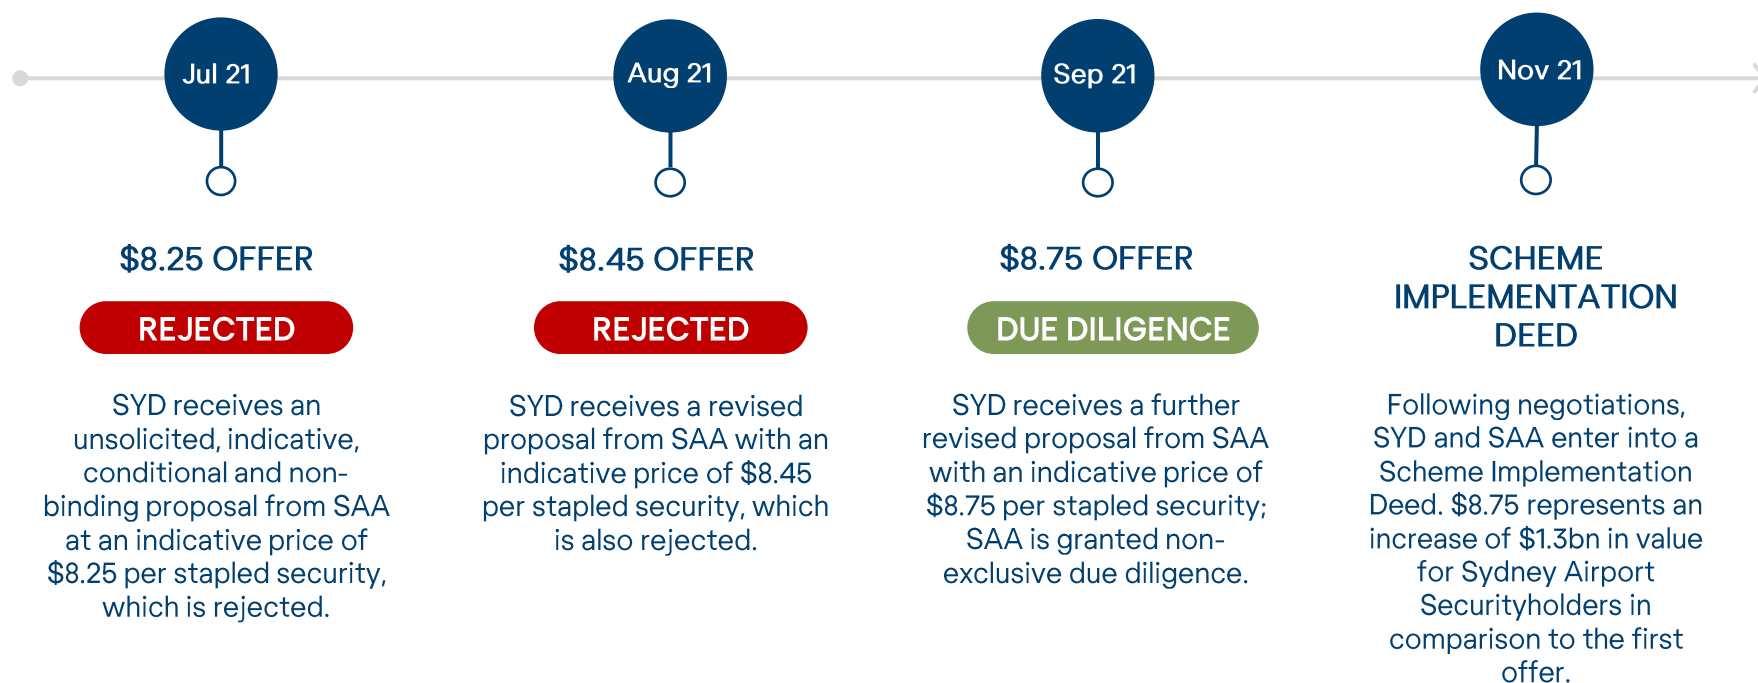 Jul 21
Aug 21
Sep 21
Nov 21
$8.25 OFFER
REJECTED
SYD receives an
unsolicited, indicative,
conditional and non-
binding proposal from SAA
at an indicative price of
$8.25 per stapled security,
which is rejected.
$8.45 OFFER
REJECTED
SYD receives a revised
proposal from SAA with an
indicative price of $8.45
per stapled security, which
is also rejected.
$8.75 OFFER
DUE DILIGENCE
SYD receives a further
revised proposal from SAA
with an indicative price of
$8.75 per stapled security;
SAA is granted non-
exclusive due diligence.
SCHEME
IMPLEMENTATION
DEED
Following negotiations,
SYD and SAA enter into a
Scheme Implementation
Deed. $8.75 represents an
increase of $1.3bn in value
for Sydney Airport
Securityholders in
comparison to the first
offer.